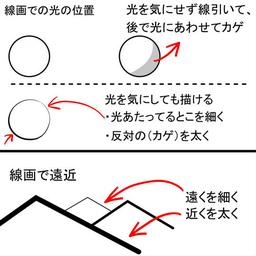 線画での光の位置
光を気にせず線引いて、
後で光にあわせてカゲ
光を気にしても描ける
・光あたってるとこを細く
・反対の(カゲ)を太く
線画で遠近
遠くを細く
近くを太く